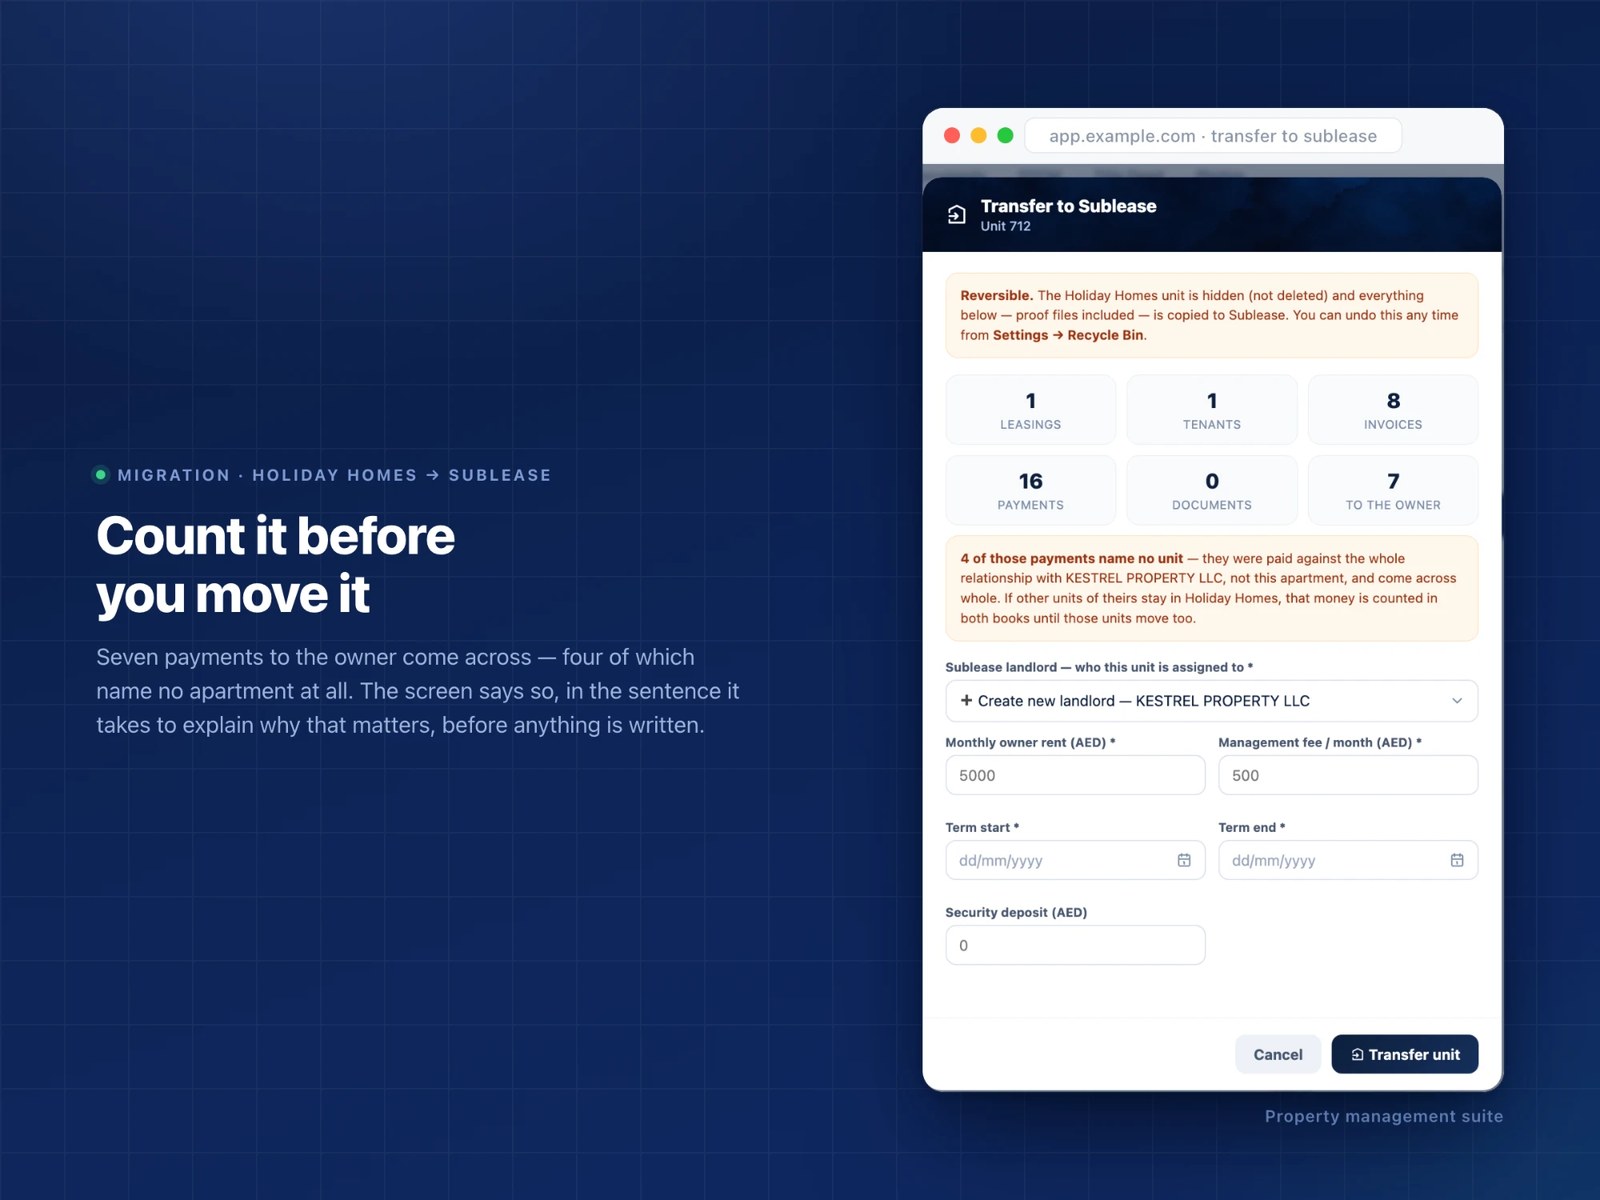 MIGRATION · HOLIDAY HOMES → SUBLEASE
Count it before
you move it
Seven payments to the owner come across — four of which
name no apartment at all. The screen says so, in the sentence it
takes to explain why that matters, before anything is written.
app.example.com · transfer to sublease
Transfer to Sublease
Unit 712
Reversible. The Holiday Homes unit is hidden (not deleted) and everything
below — proof files included — is copied to Sublease. You can undo this any time
from Settings → Recycle Bin.
1
LEASINGS
1
TENANTS
8
INVOICES
16
PAYMENTS
0
DOCUMENTS
7
TO THE OWNER
4 of those payments name no unit — they were paid against the whole
relationship with KESTREL PROPERTY LLC, not this apartment, and come across
whole. If other units of theirs stay in Holiday Homes, that money is counted in
both books until those units move too.
Sublease landlord — who this unit is assigned to *
+ Create new landlord — KESTREL PROPERTY LLC
Monthly owner rent (AED) *
Management fee / month (AED) *
5000
500
Term start *
Term end *
dd/mm/yyyy
dd/mm/yyyy
Security deposit (AED)
0
Cancel
Transfer unit
Property management suite